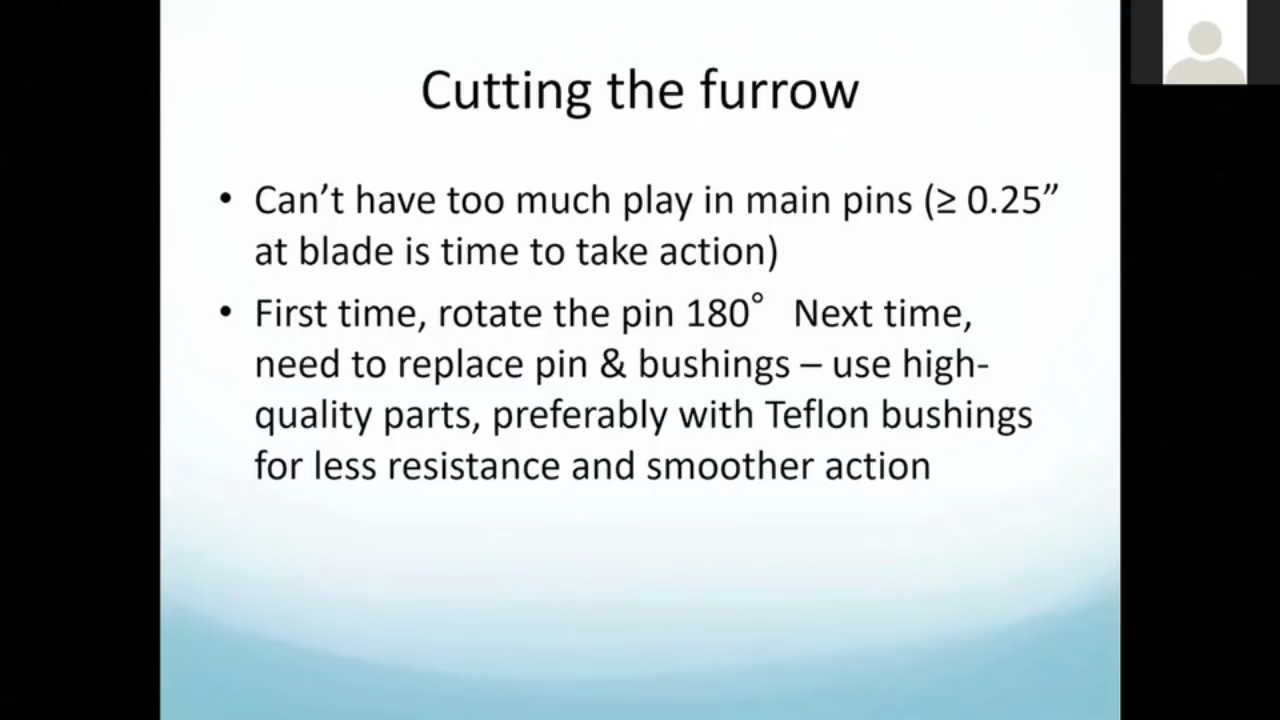 Cutting the furrow
• Can’t have too much play in main pins (≥ 0.25”
at blade is time to take action)
• First time, rotate the pin 180° Next time,
need to replace pin & bushings – use high-
quality parts, preferably with Teflon bushings
for less resistance and smoother action